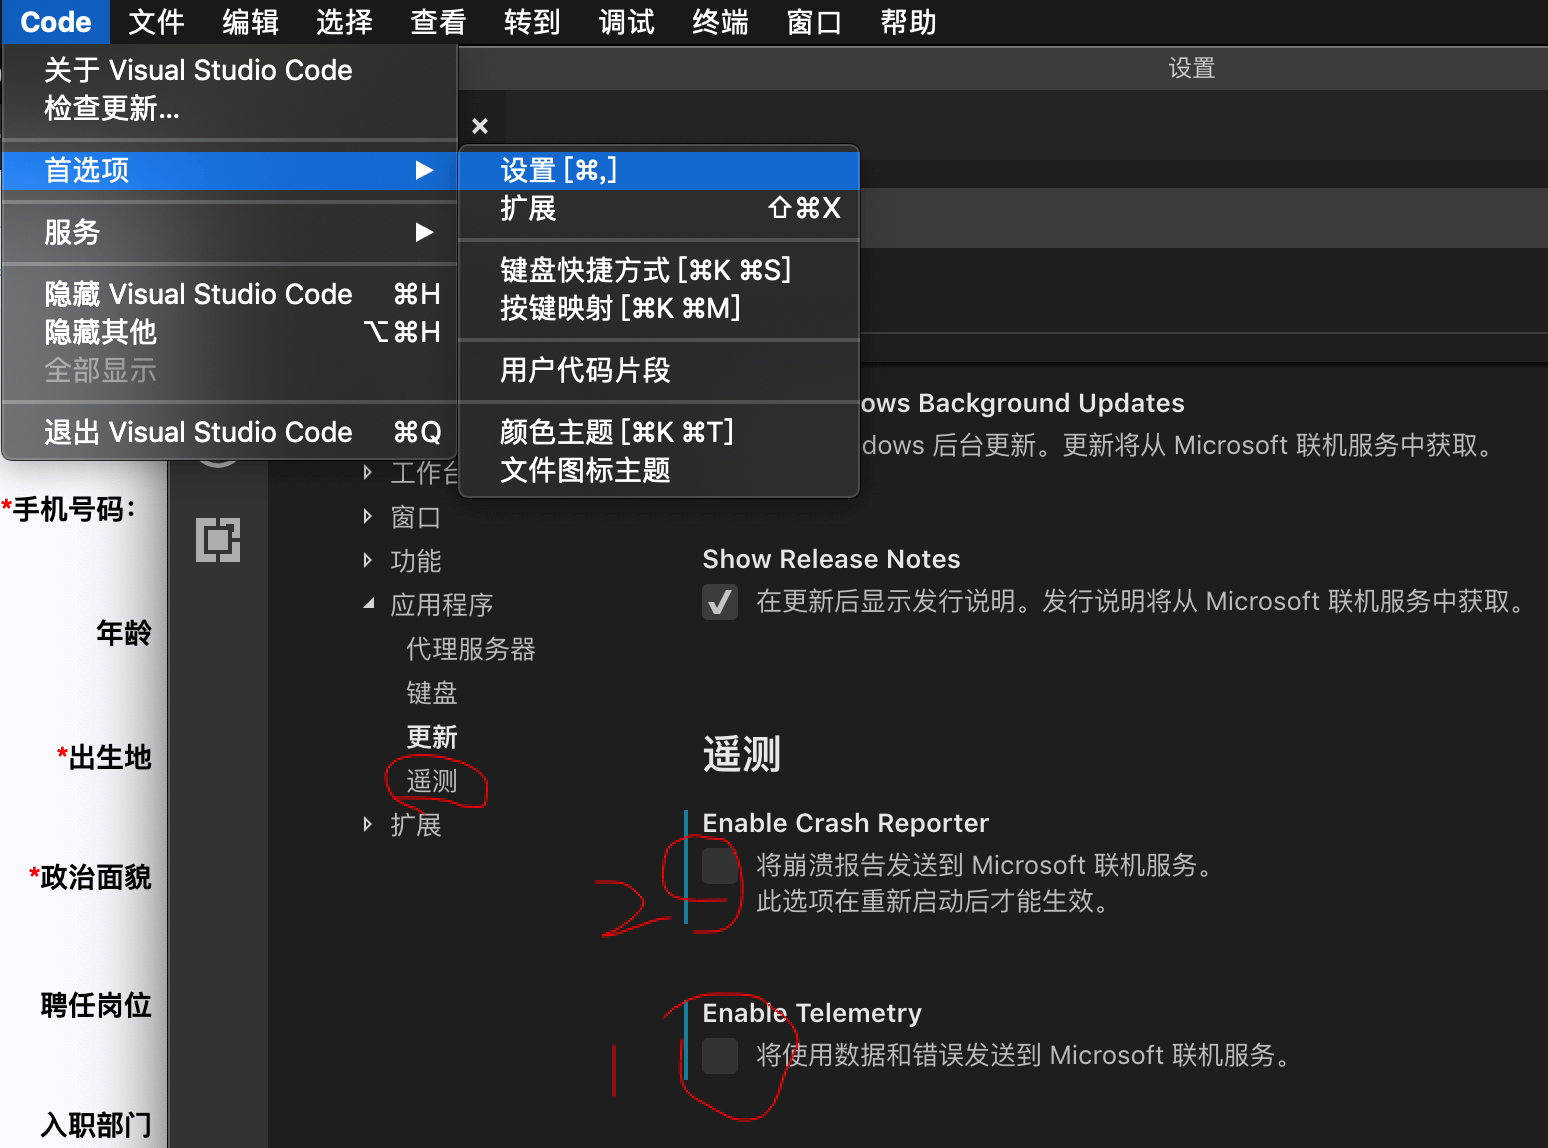 Code 文件 编辑 选择 查看 转到 调试 终端 窗口 帮助
关于 Visual Studio Code
检查更新...
首选项
服务
隐藏 Visual Studio Code ⌘H
隐藏其他 ⌥⌘H
全部显示
退出 Visual Studio Code ⌘Q
设置 [⌘,]
扩展 ⇧⌘X
键盘快捷方式 [⌘K ⌘S]
按键映射 [⌘K ⌘M]
用户代码片段
颜色主题 [⌘K ⌘T]
文件图标主题
设置
*手机号码：
年龄
*出生地
*政治面貌
聘任岗位
入职部门
工作台
窗口
功能
应用程序
代理服务器
键盘
更新
遥测
扩展
ows Background Updates
dows 后台更新。更新将从 Microsoft 联机服务中获取。
Show Release Notes
在更新后显示发行说明。发行说明将从 Microsoft 联机服务中获取。
遥测
Enable Crash Reporter
将崩溃报告发送到 Microsoft 联机服务。
此选项在重新启动后才能生效。
2
Enable Telemetry
将使用数据和错误发送到 Microsoft 联机服务。
1